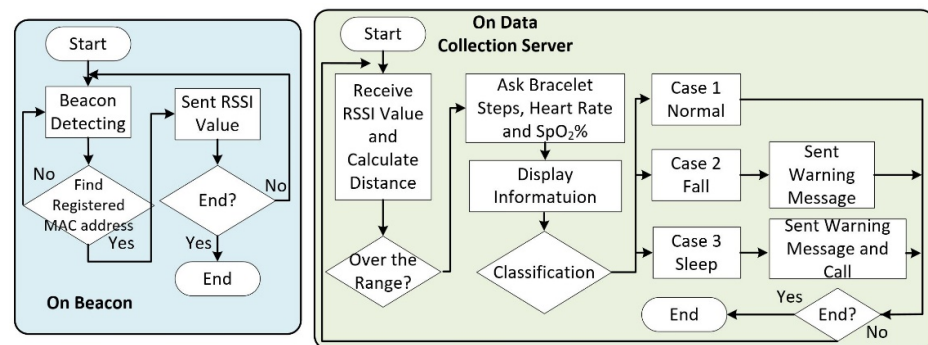 Start
Beacon
Detecting
No
Find
Registered
MAC address
Yes
Sent RSSI
Value
End?
No
Yes
End
On Beacon
On Data
Collection Server
Start
Receive
RSSI Value
and
Calculate
Distance
Over the
Range?
Ask Bracelet
Steps, Heart Rate
and SpO₂%
Display
Informatuion
Classification
Case 1
Normal
Case 2
Fall
Sent
Warning
Message
Case 3
Sleep
Sent Warning
Message and
Call
End
Yes
End?
No